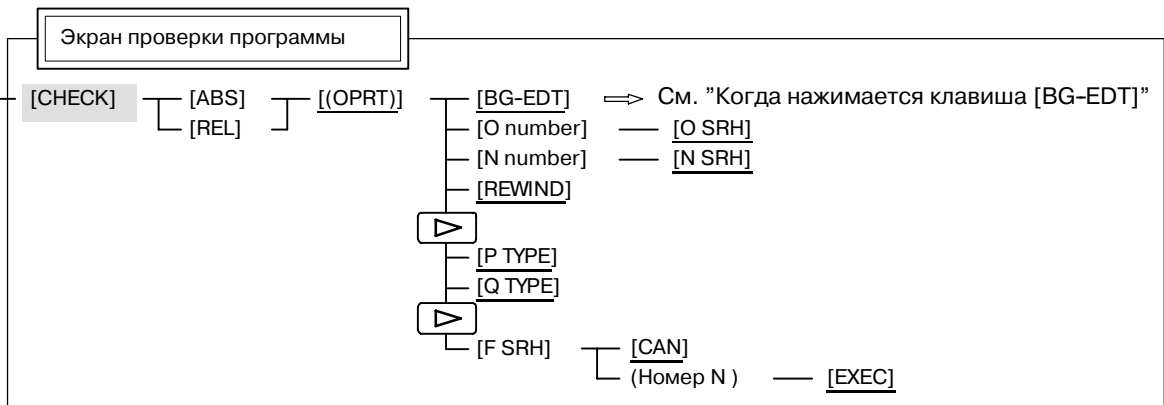 Экран проверки программы
[CHECK] [ABS] [(OPRT)] [BG-EDT] См. "Когда нажимается клавиша [BG-EDT]"
[REL] [O number] [O SRH]
[N number] [N SRH]
[REWIND]
[P TYPE]
[Q TYPE]
[F SRH] [CAN]
(Номер N ) [EXEC]